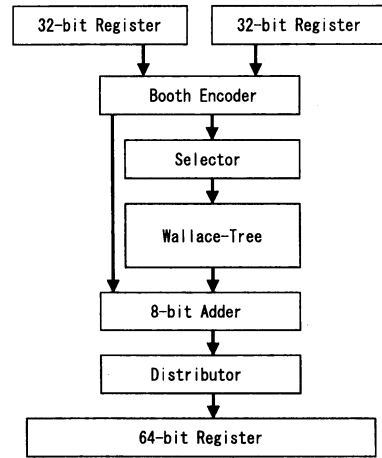 32-bit Register
32-bit Register
Booth Encoder
Selector
Wallace-Tree
8-bit Adder
Distributor
64-bit Register